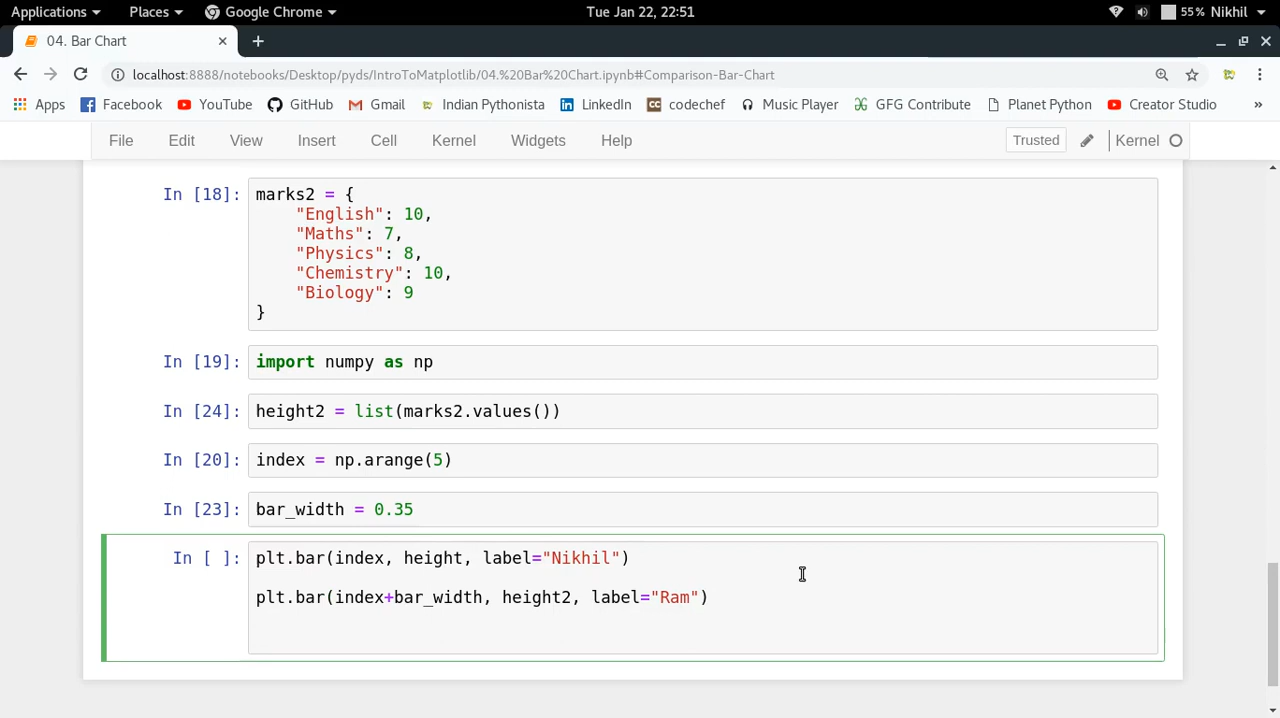 Applications Places Google Chrome Tue Jan 22, 22:51 55% Nikhil
04. Bar Chart
localhost:8888/notebooks/Desktop/pyds/IntroToMatplotlib/04.%20Bar%20Chart.ipynb#Comparison-Bar-Chart
Apps Facebook YouTube GitHub Gmail Indian Pythonista LinkedIn CC codechef Music Player GFG Contribute Planet Python Creator Studio »
File Edit View Insert Cell Kernel Widgets Help Trusted Kernel
In [18]: marks2 = {
"English": 10,
"Maths": 7,
"Physics": 8,
"Chemistry": 10,
"Biology": 9
}
In [19]: import numpy as np
In [24]: height2 = list(marks2.values())
In [20]: index = np.arange(5)
In [23]: bar_width = 0.35
In [ ]: plt.bar(index, height, label="Nikhil")
plt.bar(index+bar_width, height2, label="Ram")